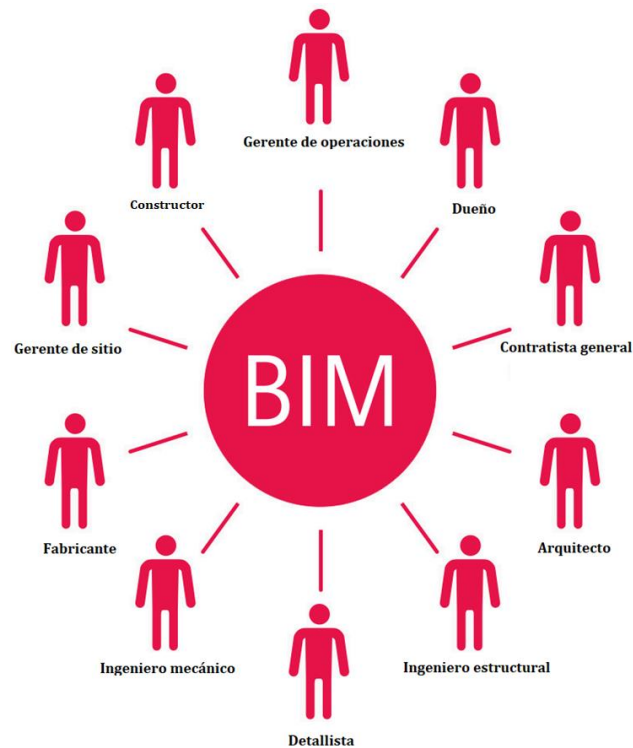 Gerente de operaciones
Constructor
Dueño
Gerente de sitio
Contratista general
BIM
Fabricante
Arquitecto
Ingeniero mecánico
Ingeniero estructural
Detallista